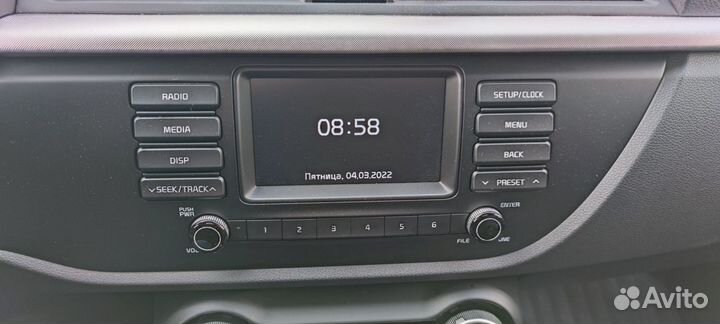 RADIO
MEDIA
DISP
SEEK/TRACK
PUSH
PWR
VOL
08:58
Пятница, 04.03.2022
1 2 3 4 5 6
SETUP/CLOCK
MENU
BACK
PRESET
ENTER
FILE
Avito